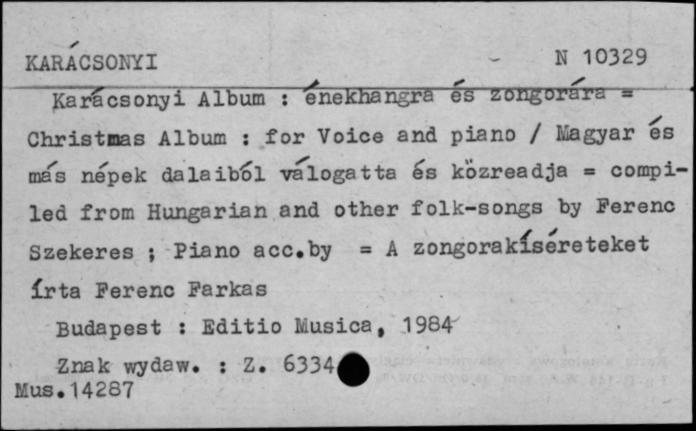 KARÁCSONYI N 10329
Karácsonyi Album : énekhangra és zongorára =
Christmas Album : for Voice and piano / Magyar és
más népek dalaiból válogatta és közreadja = compi-
led from Hungarian and other folk-songs by Ferenc
Szekeres ; Piano acc.by = A zongorakíséreteket
írta Ferenc Farkas
Budapest : Editio Musica, 1984
Znak wydaw. : Z. 6334
Mus.14287